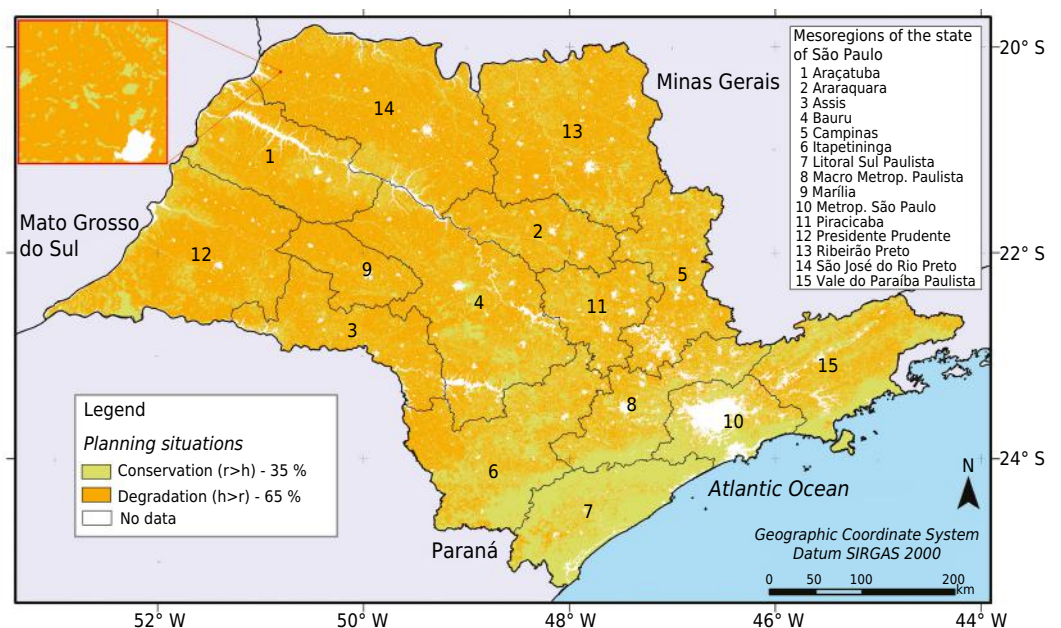 Mesoregions of the state
of São Paulo
1 Araçatuba
2 Araraquara
3 Assis
4 Bauru
5 Campinas
6 Itapetininga
7 Litoral Sul Paulista
8 Macro Metrop. Paulista
9 Marília
10 Metrop. São Paulo
11 Piracicaba
12 Presidente Prudente
13 Ribeirão Preto
14 São José do Rio Preto
15 Vale do Paraíba Paulista
20° S
22° S
24° S
Minas Gerais
14
13
1
Mato Grosso
do Sul
2
12
9
5
4
11
3
15
8
10
6
7
Legend
Planning situations
Conservation (r>h) - 35 %
Degradation (h>r) - 65 %
No data
Paraná
Atlantic Ocean
N
Geographic Coordinate System
Datum SIRGAS 2000
0 50 100 200
km
52° W 50° W 48° W 46° W 44° W